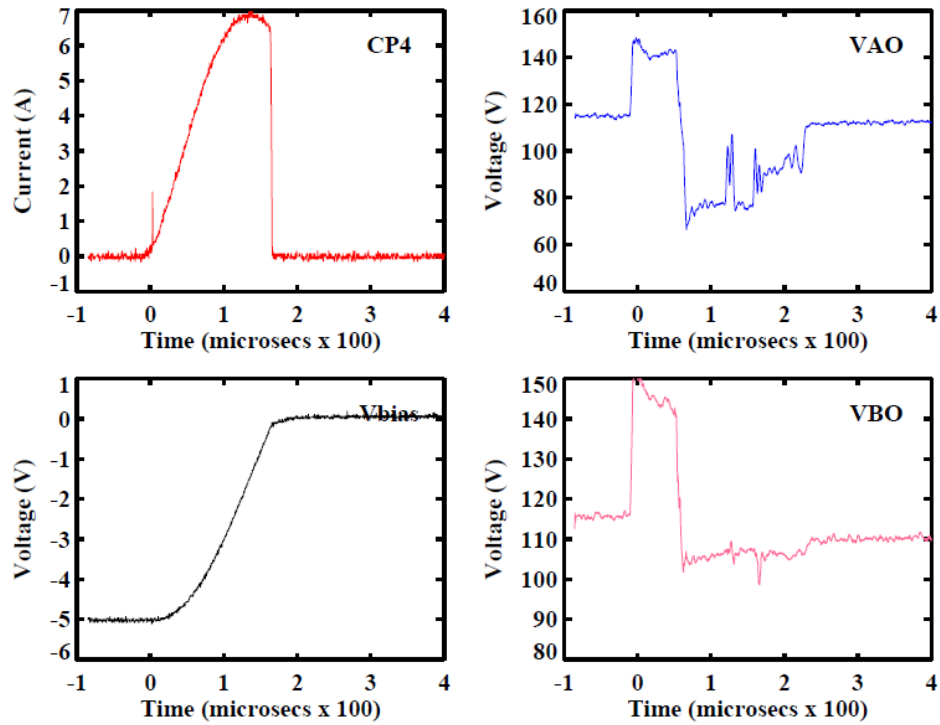 CP4
Current (A)
7
6
5
4
3
2
1
0
-1
-1 0 1 2 3 4
Time (microsecs x 100)
VAO
Voltage (V)
160
140
120
100
80
60
40
-1 0 1 2 3 4
Time (microsecs x 100)
Vbias
Voltage (V)
1
0
-1
-2
-3
-4
-5
-6
-1 0 1 2 3 4
Time (microsecs x 100)
VBO
Voltage (V)
150
140
130
120
110
100
90
80
-1 0 1 2 3 4
Time (microsecs x 100)